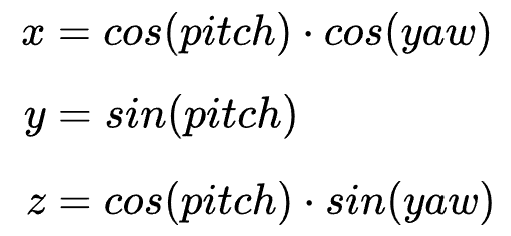 x = cos(pitch) · cos(yaw)
y = sin(pitch)
z = cos(pitch) · sin(yaw)